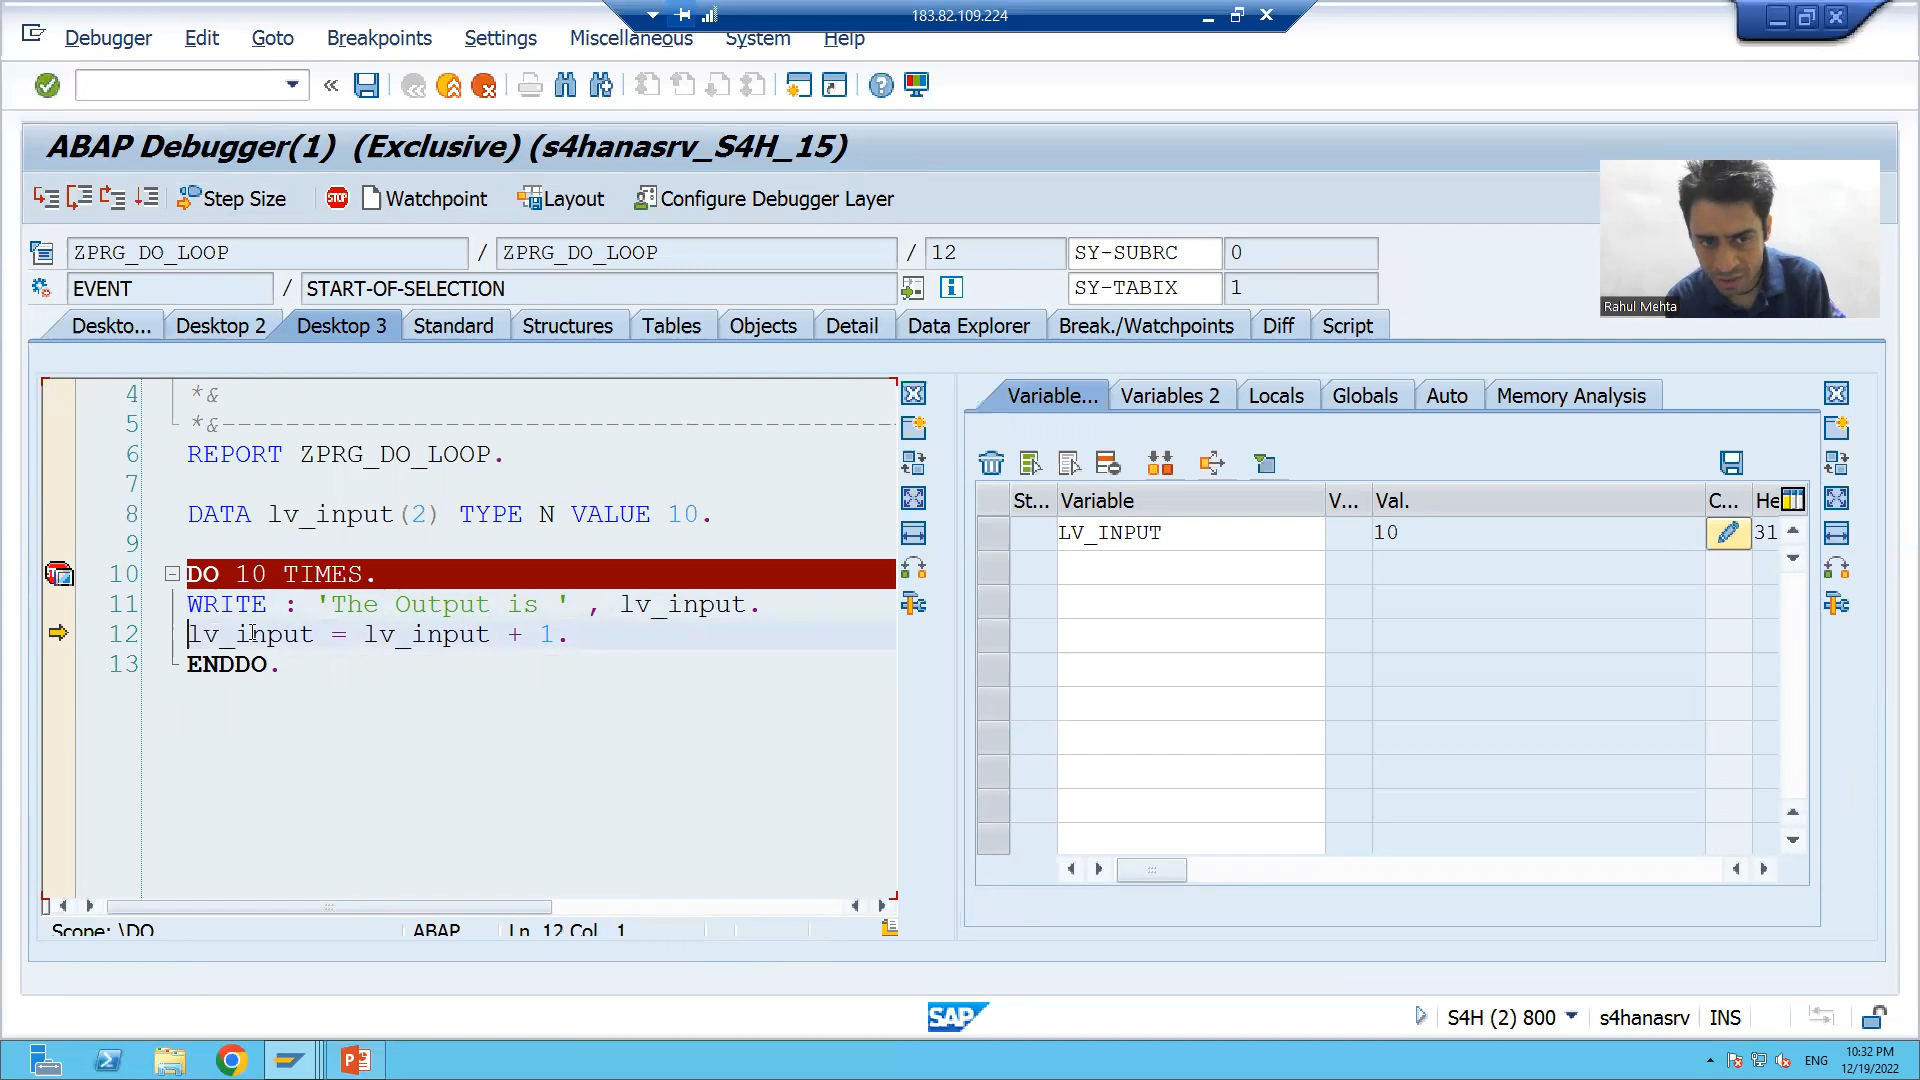 183.82.109.224
Debugger Edit Goto Breakpoints Settings Miscellaneous System Help
ABAP Debugger(1) (Exclusive) (s4hanasrv_S4H_15)
Step Size STOP Watchpoint Layout Configure Debugger Layer
ZPRG_DO_LOOP / ZPRG_DO_LOOP / 12 SY-SUBRC 0
EVENT / START-OF-SELECTION SY-TABIX 1
Rahul Mehta
Deskto... Desktop 2 Desktop 3 Standard Structures Tables Objects Detail Data Explorer Break./Watchpoints Diff Script
4 *&
5 *&---------------------------------------
6 REPORT ZPRG_DO_LOOP.
7
8 DATA lv_input(2) TYPE N VALUE 10.
9
10 DO 10 TIMES.
11 WRITE : 'The Output is ' , lv_input.
12 lv_input = lv_input + 1.
13 ENDDO.
Scope: \DO ABAP Ln 12 Col 1
Variable... Variables 2 Locals Globals Auto Memory Analysis
St... Variable V... Val. C... He
LV_INPUT 10 31
SAP
S4H (2) 800 s4hanasrv INS
ENG
10:32 PM
12/19/2022